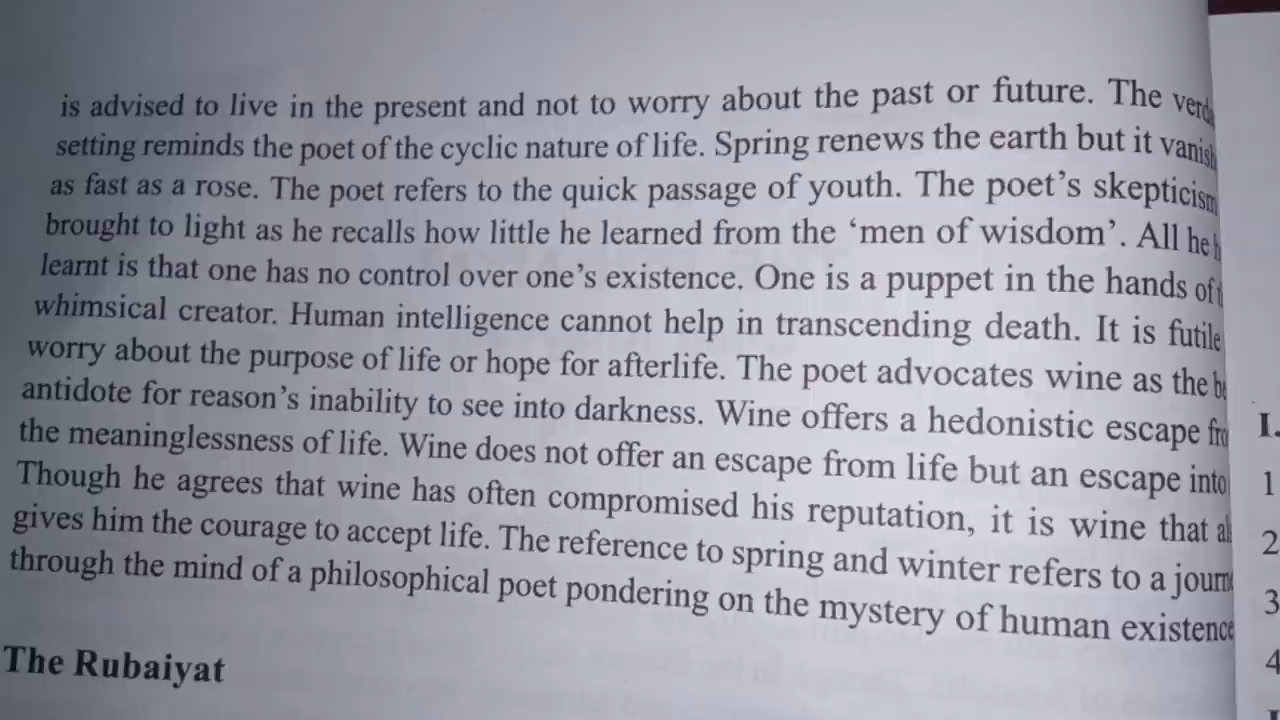 is advised to live in the present and not to worry about the past or future. The
setting reminds the poet of the cyclic nature of life. Spring renews the earth but it
as fast as a rose. The poet refers to the quick passage of youth. The poet's skepticism
brought to light as he recalls how little he learned from the ‘men of wisdom’. All he
learnt is that one has no control over one's existence. One is a puppet in the hands of
whimsical creator. Human intelligence cannot help in transcending death. It is futile
worry about the purpose of life or hope for afterlife. The poet advocates wine as the
antidote for reason's inability to see into darkness. Wine offers a hedonistic escape
the meaninglessness of life. Wine does not offer an escape from life but an escape into
Though he agrees that wine has often compromised his reputation, it is wine that
gives him the courage to accept life. The reference to spring and winter refers to a
through the mind of a philosophical poet pondering on the mystery of human existence
The Rubaiyat
I.
1
2
3
4